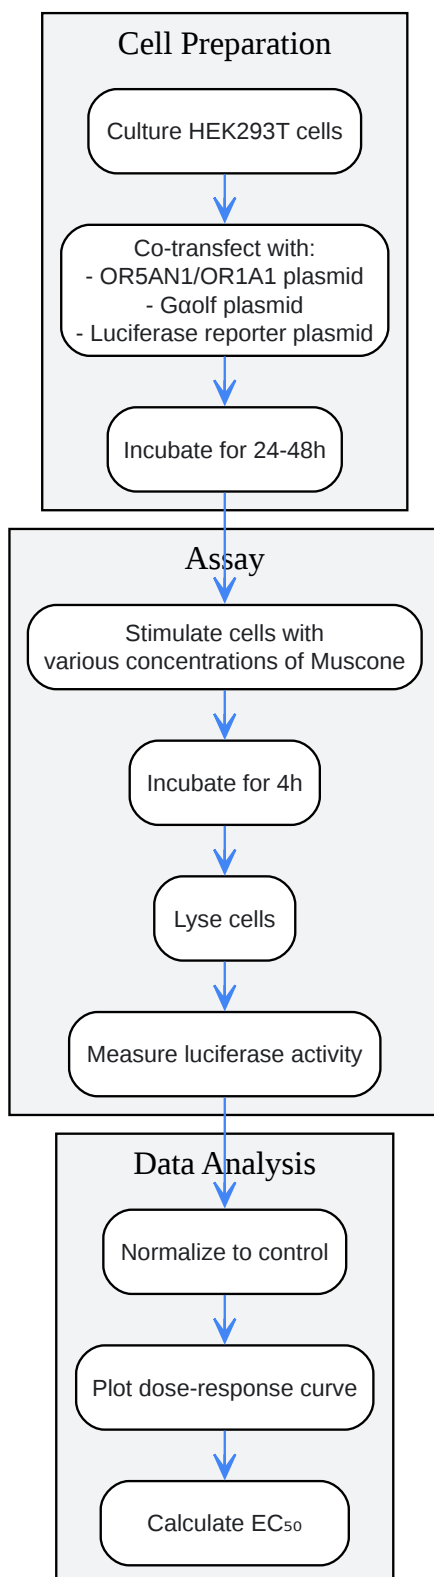 Cell Preparation
Culture HEK293T cells
Co-transfect with:
- OR5AN1/OR1A1 plasmid
- Gαolf plasmid
- Luciferase reporter plasmid
Incubate for 24-48h
Assay
Stimulate cells with
various concentrations of Muscone
Incubate for 4h
Lyse cells
Measure luciferase activity
Data Analysis
Normalize to control
Plot dose-response curve
Calculate EC₅₀